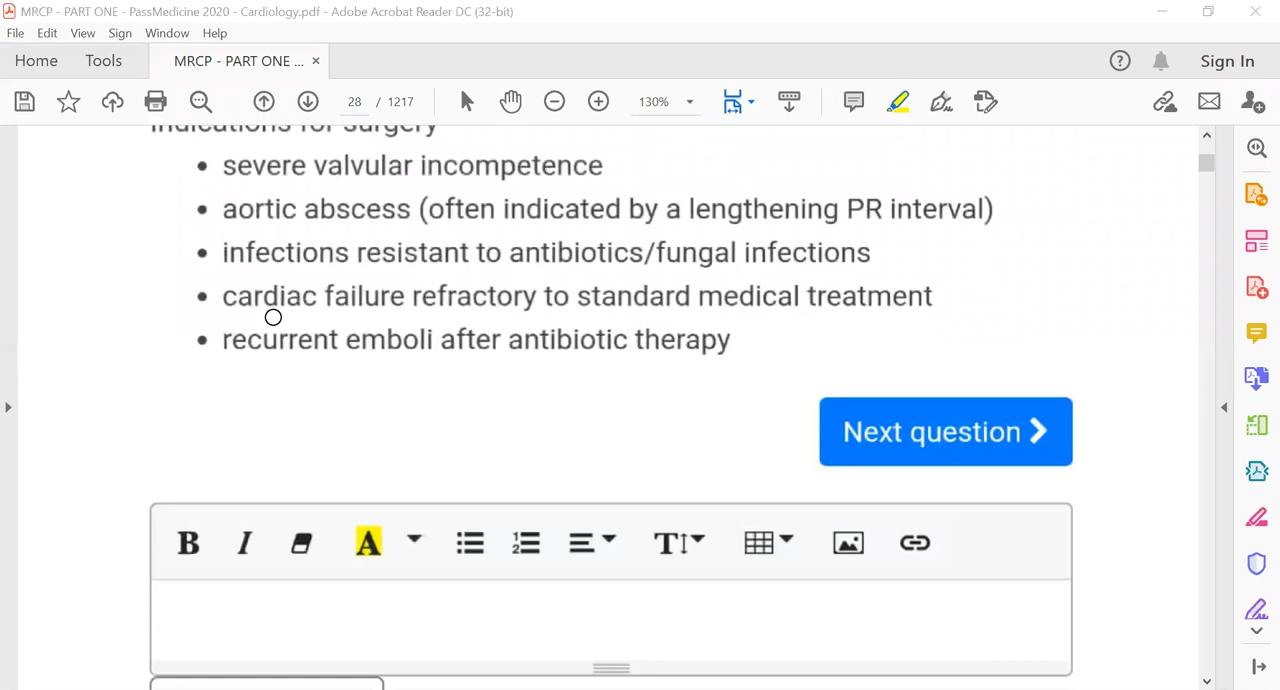 MRCP - PART ONE - PassMedicine 2020 - Cardiology.pdf - Adobe Acrobat Reader DC (32-bit)
File Edit View Sign Window Help
Home Tools MRCP - PART ONE ... × Sign In
28 / 1217 130%
Indications for surgery
• severe valvular incompetence
• aortic abscess (often indicated by a lengthening PR interval)
• infections resistant to antibiotics/fungal infections
• cardiac failure refractory to standard medical treatment
• recurrent emboli after antibiotic therapy
Next question
B I A T